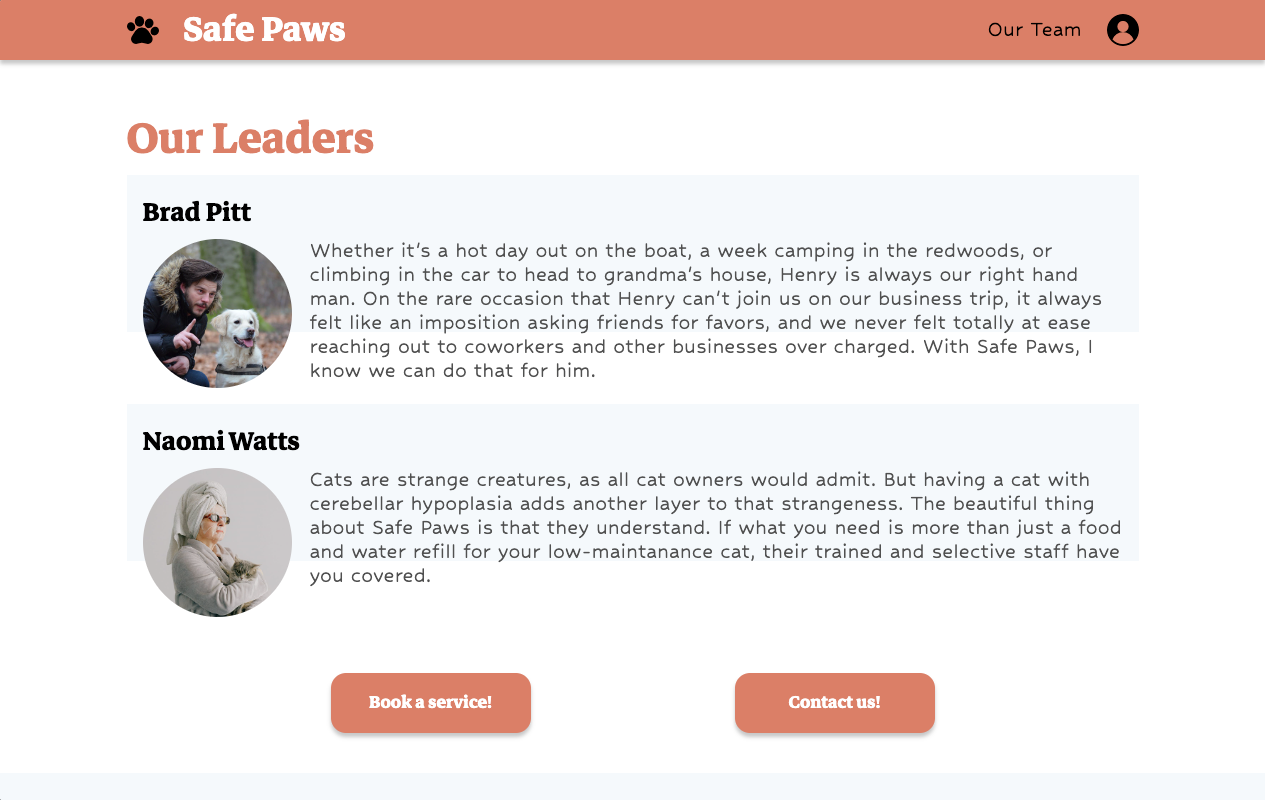 Safe Paws
Our Team
Our Leaders
Brad Pitt
Whether it's a hot day out on the boat, a week camping in the redwoods, or
climbing in the car to head to grandma's house, Henry is always our right hand
man. On the rare occasion that Henry can't join us on our business trip, it always
felt like an imposition asking friends for favors, and we never felt totally at ease
reaching out to coworkers and other businesses over charged. With Safe Paws, I
know we can do that for him.
Naomi Watts
Cats are strange creatures, as all cat owners would admit. But having a cat with
cerebellar hypoplasia adds another layer to that strangeness. The beautiful thing
about Safe Paws is that they understand. If what you need is more than just a food
and water refill for your low-maintanance cat, their trained and selective staff have
you covered.
Book a service!
Contact us!